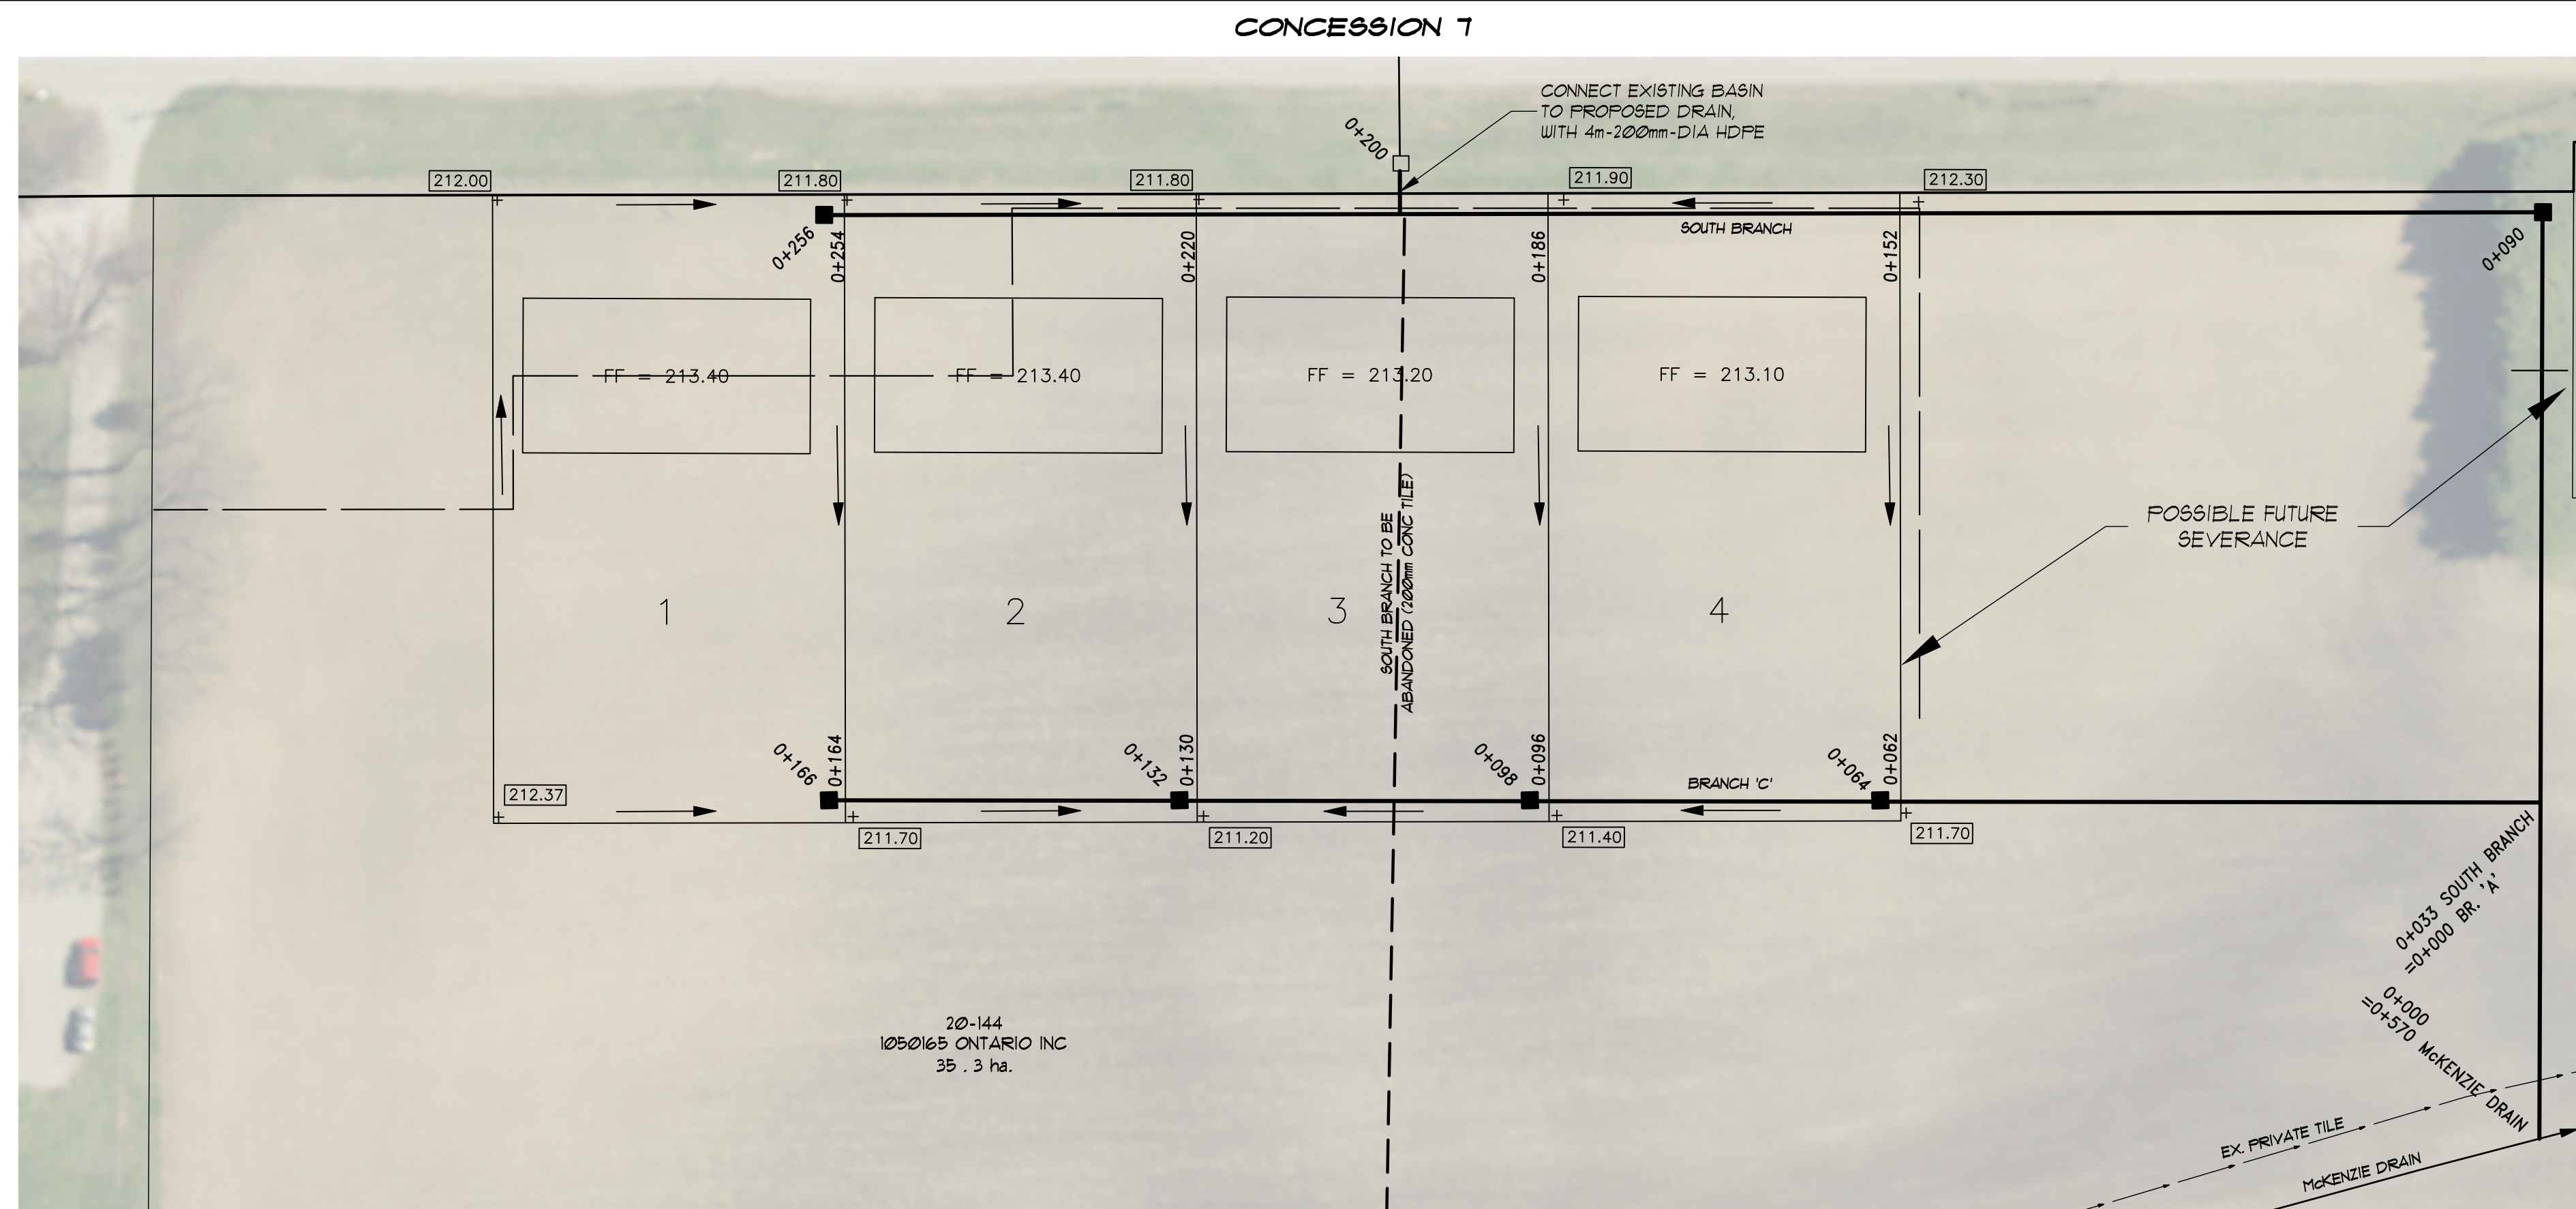 CONCESSION 7
CONNECT EXISTING BASIN
TO PROPOSED DRAIN,
WITH 4m-200mm-DIA HDPE
0+200
212.00
211.80
211.80
211.90
212.30
SOUTH BRANCH
0+256
0+254
0+220
0+186
0+152
0+090
FF = 213.40
FF = 213.40
FF = 213.20
FF = 213.10
POSSIBLE FUTURE
SEVERANCE
SOUTH BRANCH TO BE
ABANDONED (200mm CONC TILE)
1
2
3
4
0+166
0+164
0+132
0+130
0+098
0+096
BRANCH 'C'
0+064
0+062
212.37
211.70
211.20
211.40
211.70
0+033 SOUTH BRANCH
=0+000 BR. 'A'
0+000
=0+570 McKENZIE DRAIN
20-144
1050165 ONTARIO INC
35 . 3 ha.
EX. PRIVATE TILE
McKENZIE DRAIN